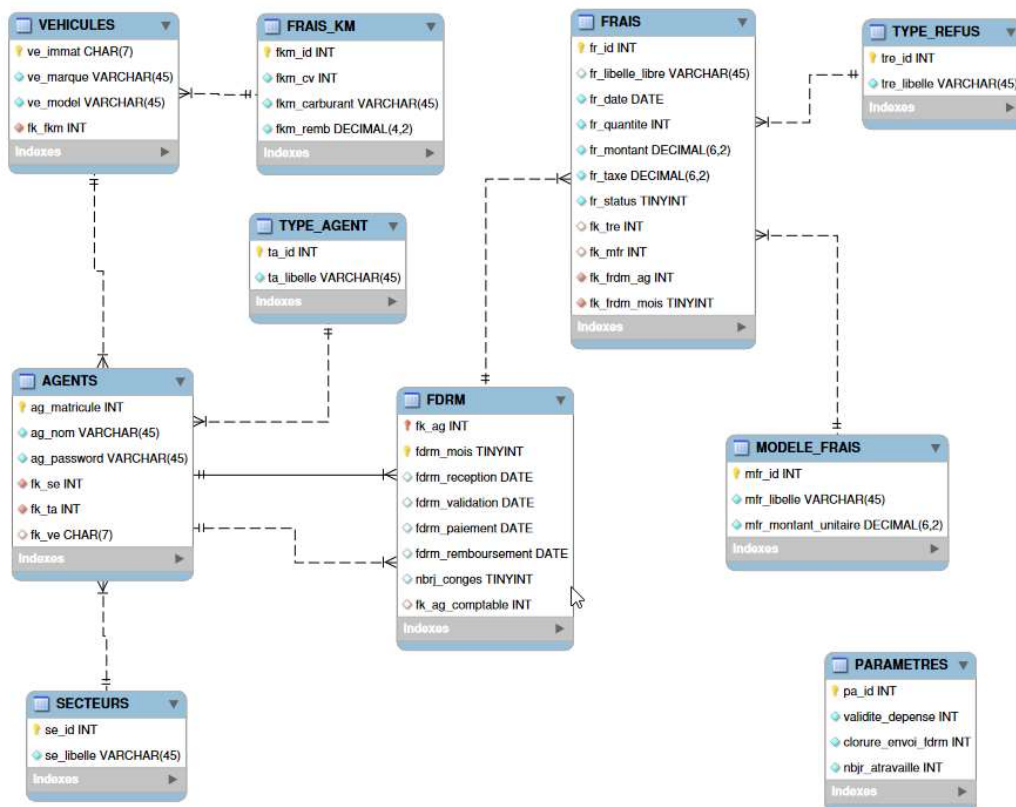 VEHICULES
ve_immat CHAR(7)
ve_marque VARCHAR(45)
ve_model VARCHAR(45)
fk_fkm INT
Indexes
FRAIS_KM
fkm_id INT
fkm_cv INT
fkm_carburant VARCHAR(45)
fkm_remb DECIMAL(4,2)
Indexes
FRAIS
fr_id INT
fr_libelle_libre VARCHAR(45)
fr_date DATE
fr_quantite INT
fr_montant DECIMAL(6,2)
fr_taxe DECIMAL(6,2)
fr_status TINYINT
fk_tre INT
fk_mfr INT
fk_frdm_ag INT
fk_frdm_mois TINYINT
Indexes
TYPE_REFUS
tre_id INT
tre_libelle VARCHAR(45)
Indexes
TYPE_AGENT
ta_id INT
ta_libelle VARCHAR(45)
Indexes
AGENTS
ag_matricule INT
ag_nom VARCHAR(45)
ag_password VARCHAR(45)
fk_se INT
fk_ta INT
fk_ve CHAR(7)
Indexes
FDRM
fk_ag INT
fdrm_mois TINYINT
fdrm_reception DATE
fdrm_validation DATE
fdrm_paiement DATE
fdrm_remboursement DATE
nbrj_conges TINYINT
fk_ag_comptable INT
Indexes
MODELE_FRAIS
mfr_id INT
mfr_libelle VARCHAR(45)
mfr_montant_unitaire DECIMAL(6,2)
Indexes
SECTEURS
se_id INT
se_libelle VARCHAR(45)
Indexes
PARAMETRES
pa_id INT
validite_depense INT
clorure_envoi_fdrm INT
nbjr_atravaille INT
Indexes